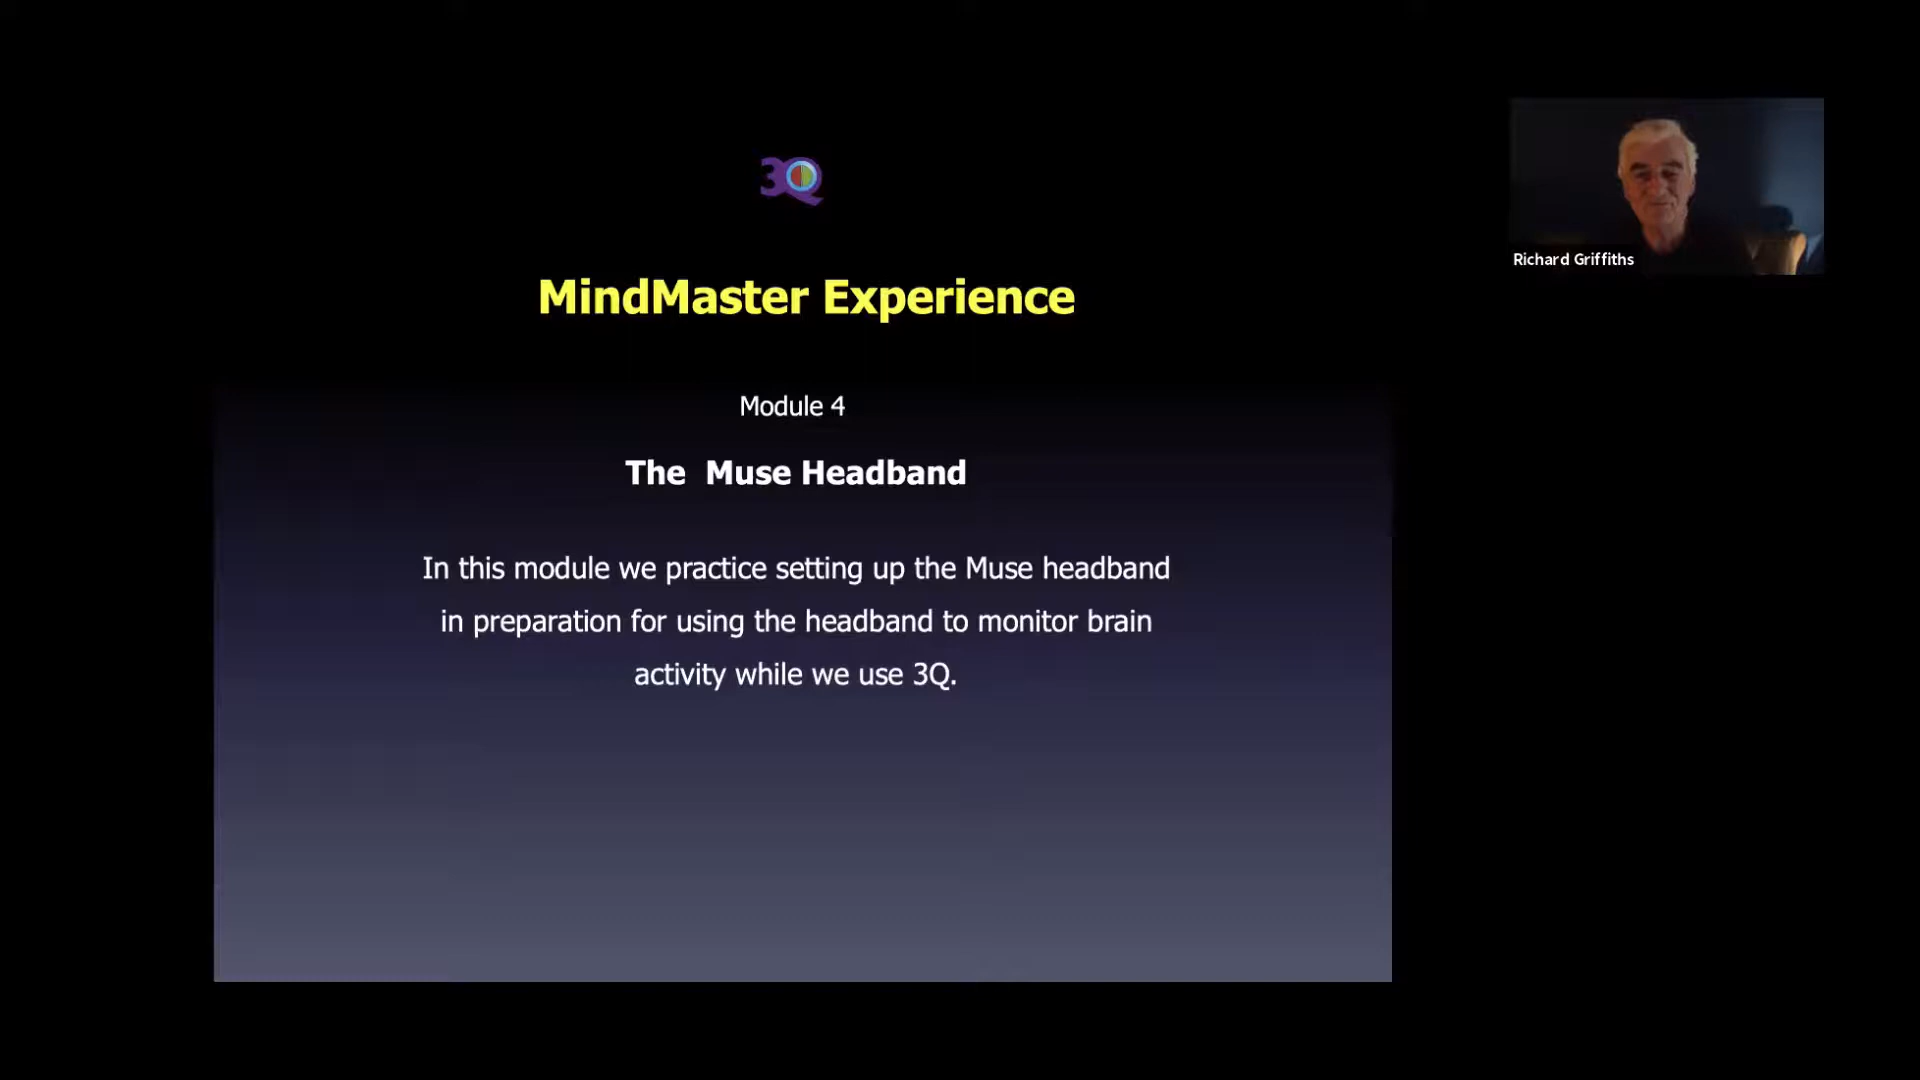 3Q
MindMaster Experience
Module 4
The Muse Headband
In this module we practice setting up the Muse headband
in preparation for using the headband to monitor brain
activity while we use 3Q.
Richard Griffiths